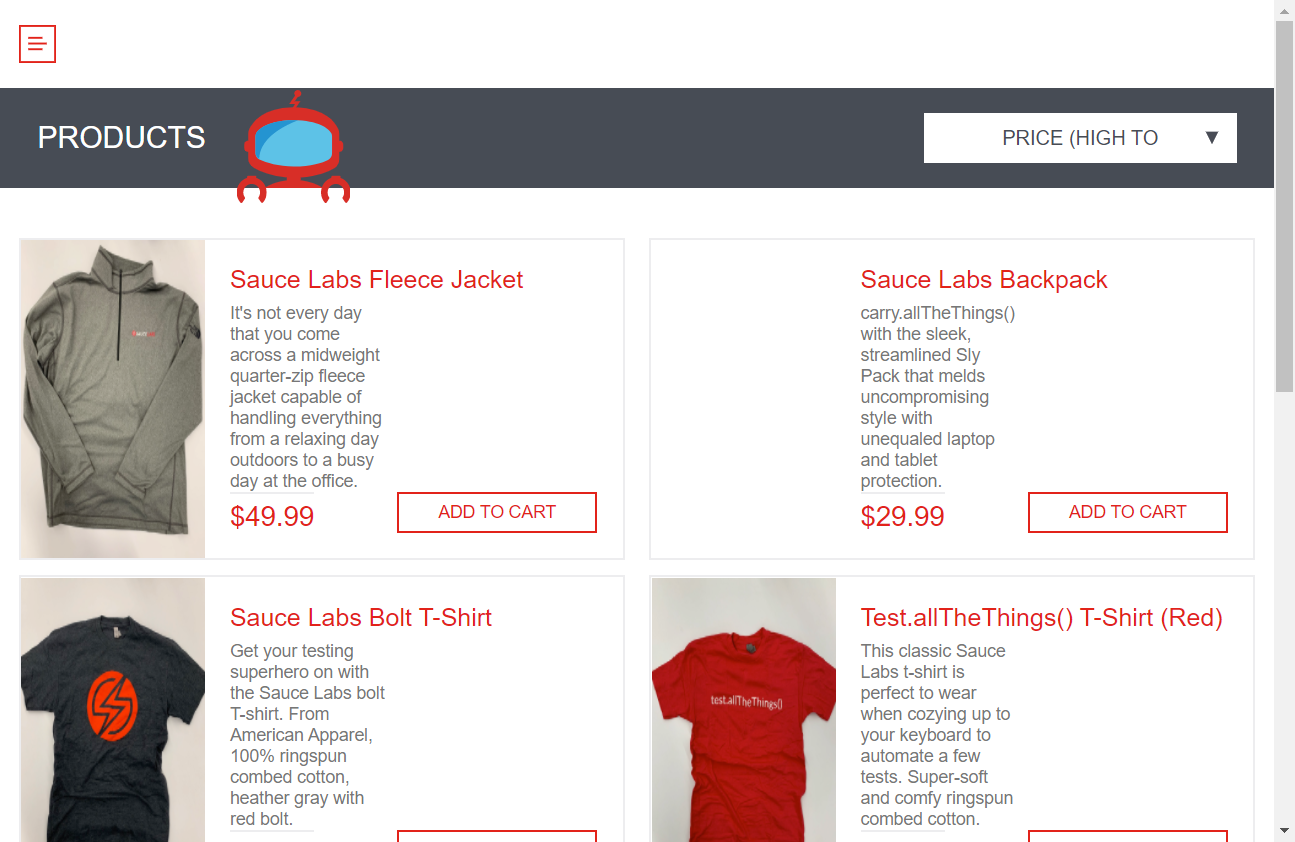 PRODUCTS
PRICE (HIGH TO
Sauce Labs Fleece Jacket
It's not every day
that you come
across a midweight
quarter-zip fleece
jacket capable of
handling everything
from a relaxing day
outdoors to a busy
day at the office.
$49.99
ADD TO CART
Sauce Labs Backpack
carry.allTheThings()
with the sleek,
streamlined Sly
Pack that melds
uncompromising
style with
unequaled laptop
and tablet
protection.
$29.99
ADD TO CART
Sauce Labs Bolt T-Shirt
Get your testing
superhero on with
the Sauce Labs bolt
T-shirt. From
American Apparel,
100% ringspun
combed cotton,
heather gray with
red bolt.
test.allTheThings()
Test.allTheThings() T-Shirt (Red)
This classic Sauce
Labs t-shirt is
perfect to wear
when cozying up to
your keyboard to
automate a few
tests. Super-soft
and comfy ringspun
combed cotton.